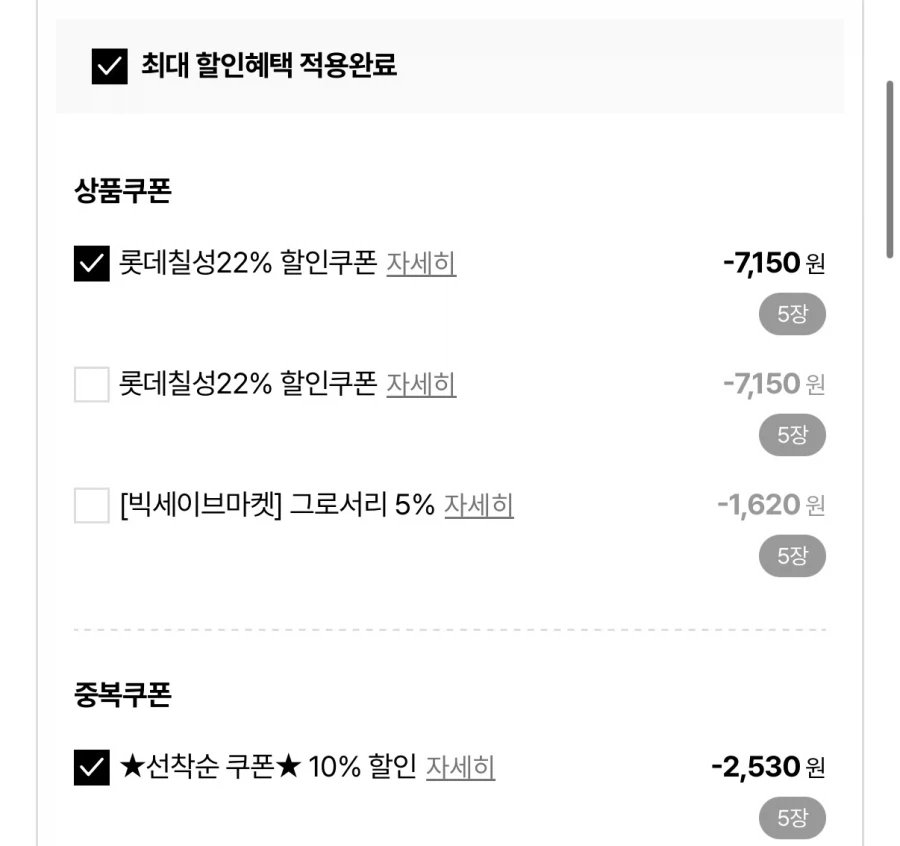 최대 할인혜택 적용완료
상품쿠폰
롯데칠성22% 할인쿠폰 자세히 -7,150 원
5장
롯데칠성22% 할인쿠폰 자세히 -7,150 원
5장
[빅세이브마켓] 그로서리 5% 자세히 -1,620 원
5장
중복쿠폰
★선착순 쿠폰★ 10% 할인 자세히 -2,530 원
5장